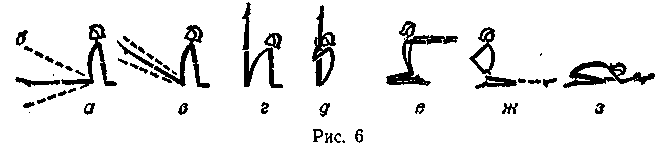 б
а в г д е ж з
Рис. 6